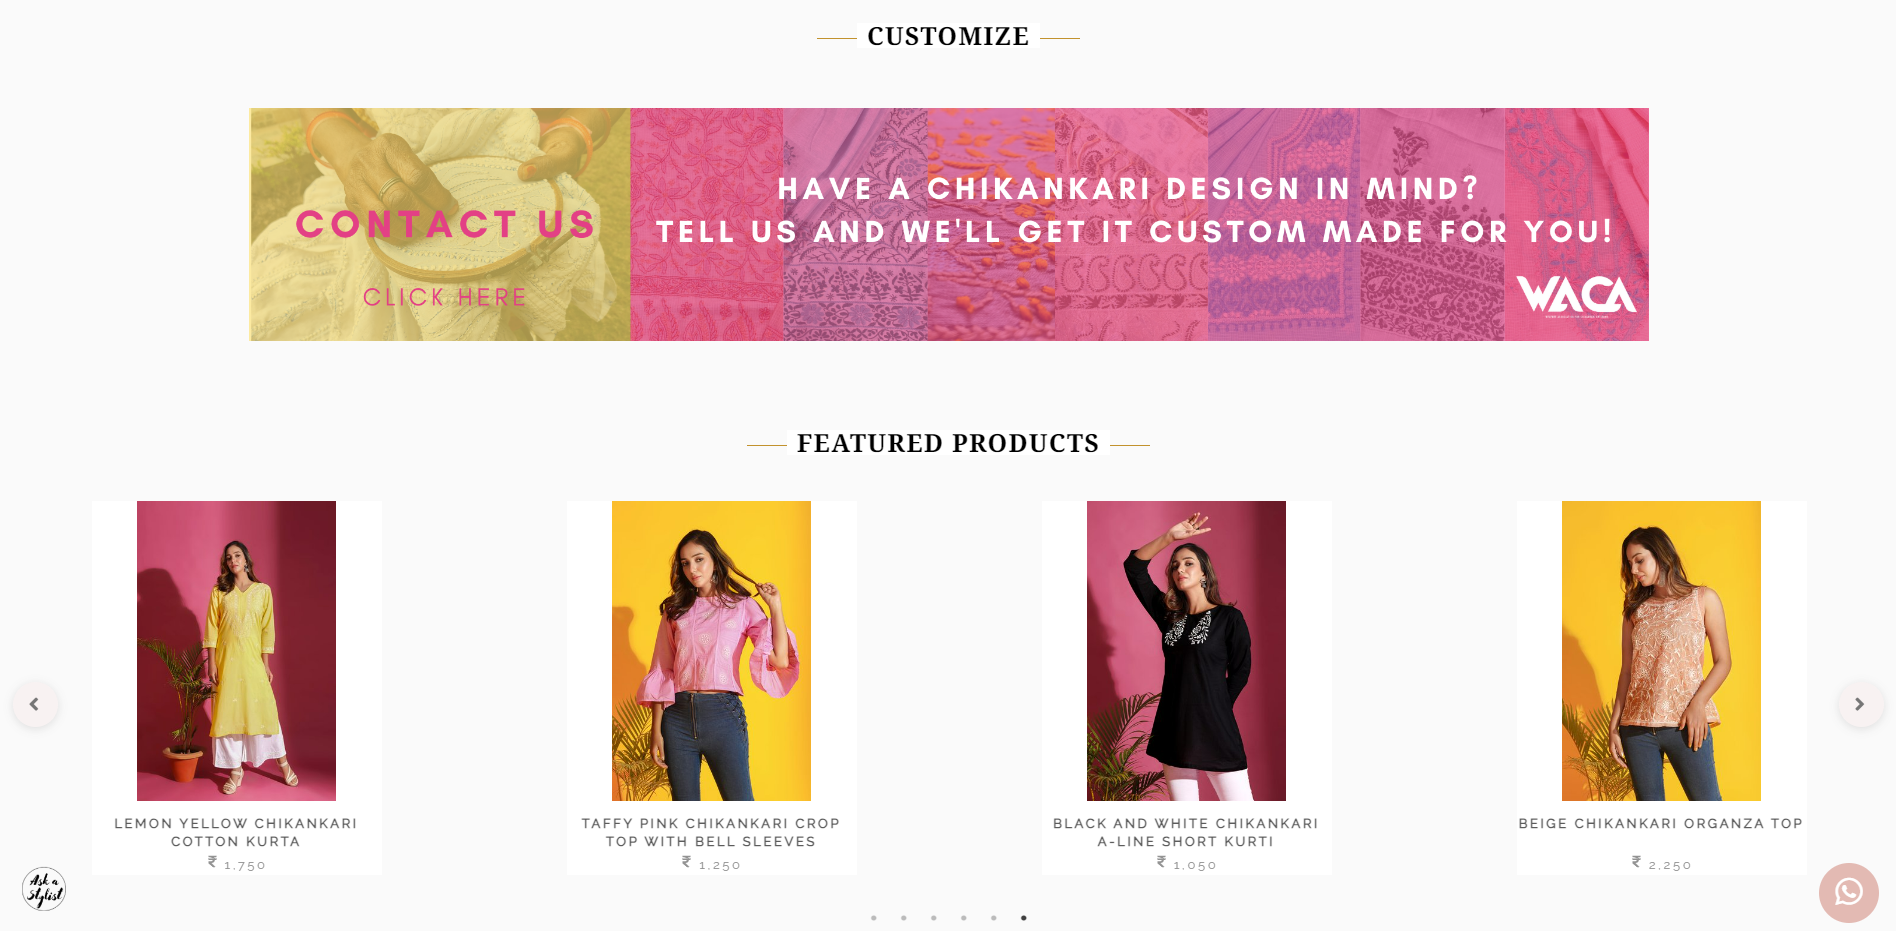 CUSTOMIZE
CONTACT US
CLICK HERE
HAVE A CHIKANKARI DESIGN IN MIND?
TELL US AND WE'LL GET IT CUSTOM MADE FOR YOU!
WACA
FEATURED PRODUCTS
LEMON YELLOW CHIKANKARI
COTTON KURTA
₹ 1,750
TAFFY PINK CHIKANKARI CROP
TOP WITH BELL SLEEVES
₹ 1,250
BLACK AND WHITE CHIKANKARI
A-LINE SHORT KURTI
₹ 1,050
BEIGE CHIKANKARI ORGANZA TOP
₹ 2,250
Ask a
Stylist